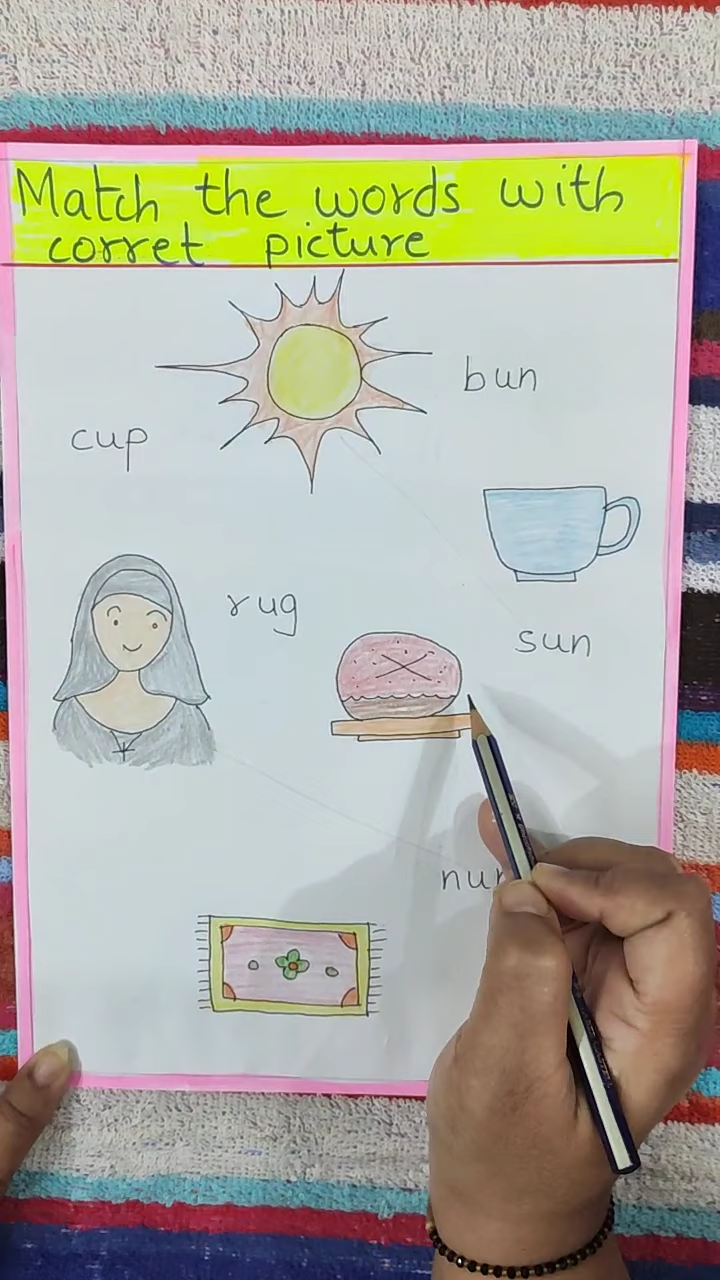 Match the words with
corret picture
bun
cup
rug
sun